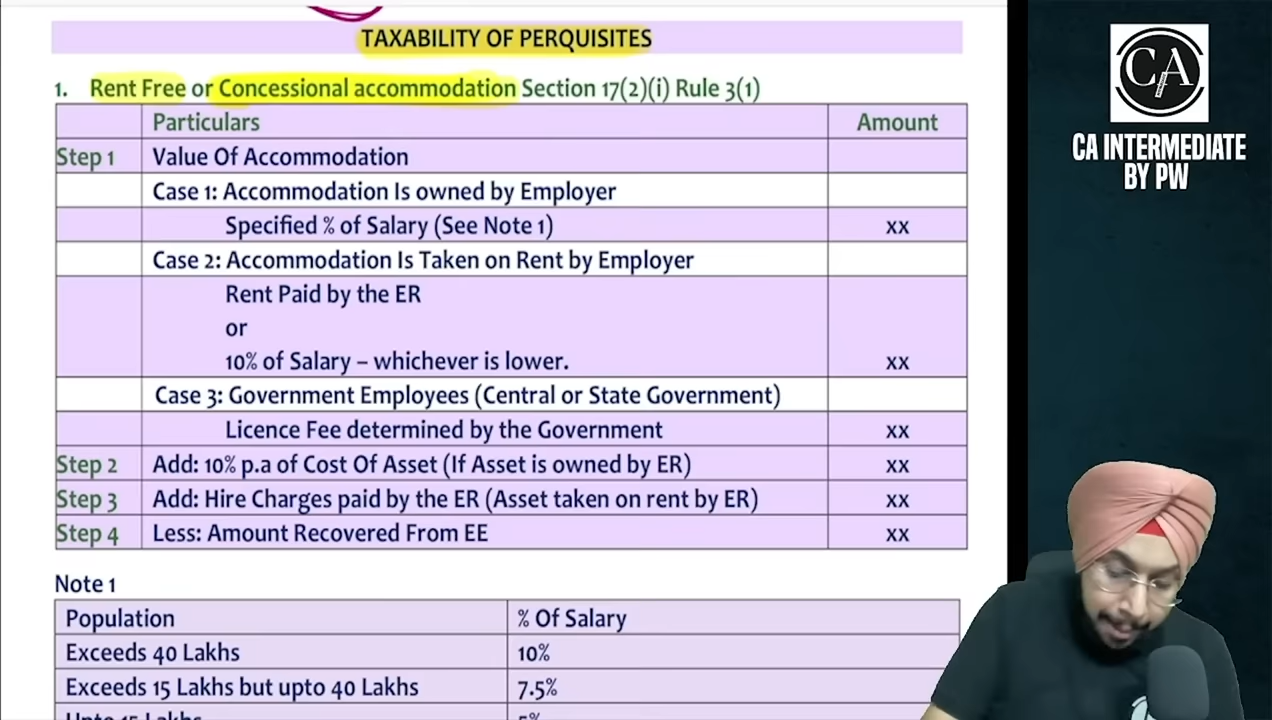 TAXABILITY OF PERQUISITES
1. Rent Free or Concessional accommodation Section 17(2)(i) Rule 3(1)
Particulars Amount
Step 1 Value Of Accommodation
Case 1: Accommodation Is owned by Employer
Specified % of Salary (See Note 1) xx
Case 2: Accommodation Is Taken on Rent by Employer
Rent Paid by the ER
or
10% of Salary – whichever is lower. xx
Case 3: Government Employees (Central or State Government)
Licence Fee determined by the Government xx
Step 2 Add: 10% p.a of Cost Of Asset (If Asset is owned by ER) xx
Step 3 Add: Hire Charges paid by the ER (Asset taken on rent by ER) xx
Step 4 Less: Amount Recovered From EE xx
Note 1
Population % Of Salary
Exceeds 40 Lakhs 10%
Exceeds 15 Lakhs but upto 40 Lakhs 7.5%
Upto 15 Lakhs 5%
CA
CA INTERMEDIATE
BY PW